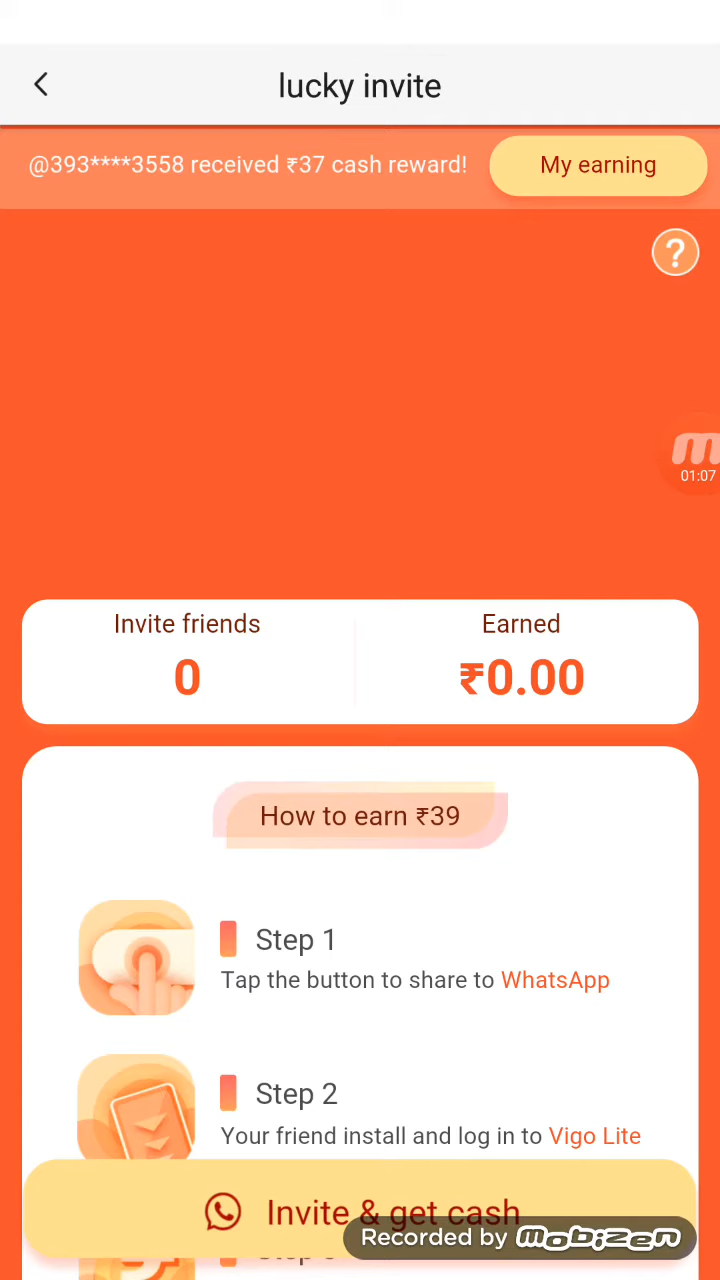 lucky invite
@393****3558 received ₹37 cash reward!
My earning
?
m
01:07
Invite friends
Earned
0
₹0.00
How to earn ₹39
Step 1
Tap the button to share to WhatsApp
Step 2
Your friend install and log in to Vigo Lite
Invite & get cash
Recorded by mobizen